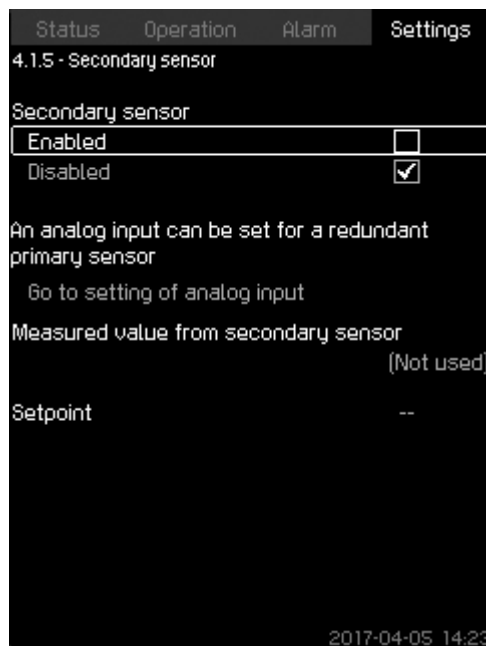 Status Operation Alarm Settings
4.1.5 - Secondary sensor
Secondary sensor
Enabled
Disabled
An analog input can be set for a redundant
primary sensor
Go to setting of analog input
Measured value from secondary sensor
(Not used)
Setpoint --
2017-04-05 14:23